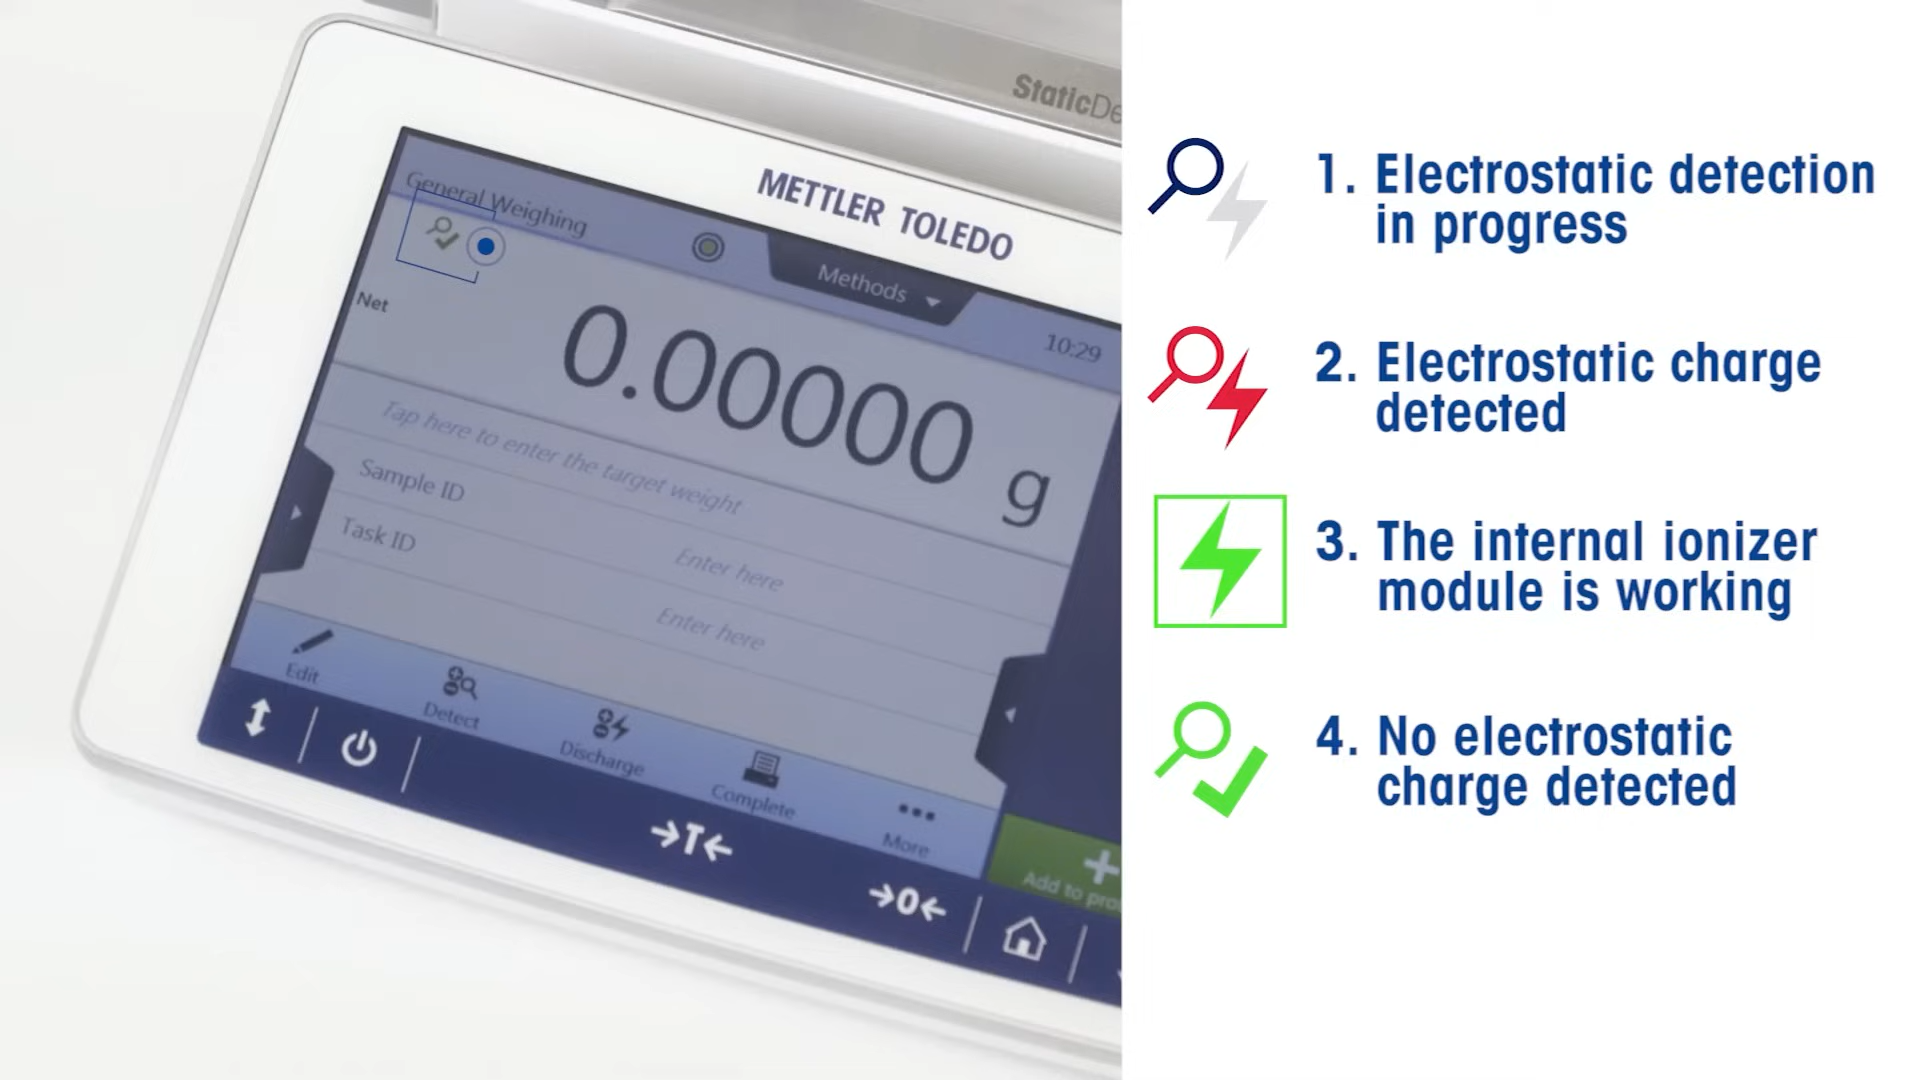 StaticDe
METTLER TOLEDO
General Weighing
Methods
10:29
Net
0.00000 g
Tap here to enter the target weight
Sample ID
Enter here
Task ID
Enter here
Edit
Detect
Discharge
Complete
More
Add to pro
→T←
→0←
1. Electrostatic detection
in progress
2. Electrostatic charge
detected
3. The internal ionizer
module is working
4. No electrostatic
charge detected